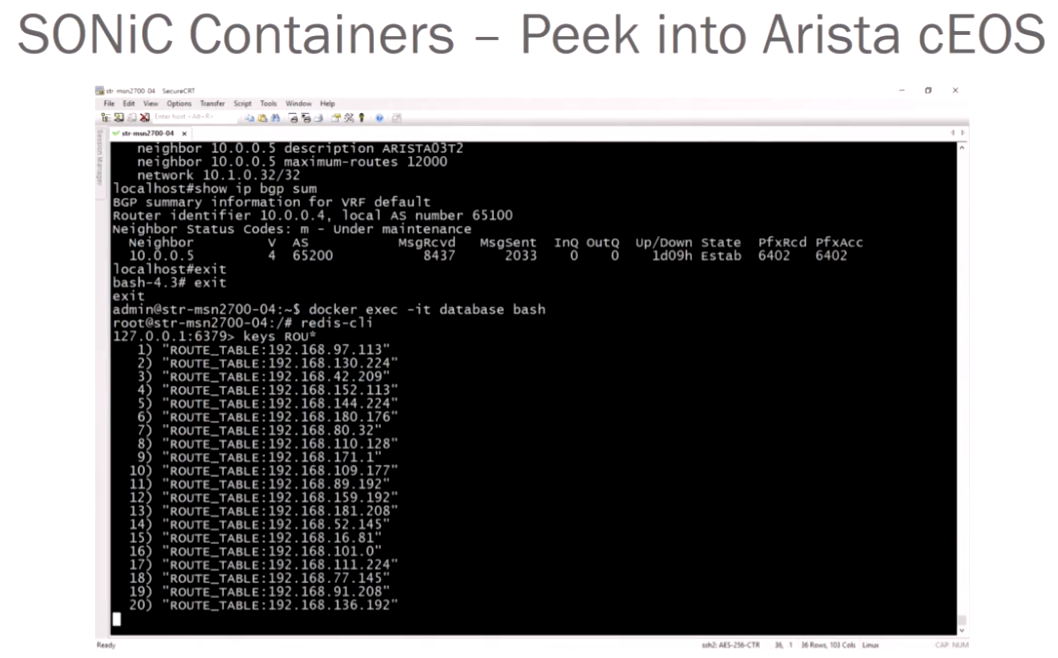 SONiC Containers – Peek into Arista cEOS
str-msn2700-04 SecureCRT
File Edit View Options Transfer Script Tools Window Help
Enter host <Alt+R>
str-msn2700-04 x
Session Manager
neighbor 10.0.0.5 description ARISTA03T2
neighbor 10.0.0.5 maximum-routes 12000
network 10.1.0.32/32
localhost#show ip bgp sum
BGP summary information for VRF default
Router identifier 10.0.0.4, local AS number 65100
Neighbor Status Codes: m - Under maintenance
Neighbor V AS MsgRcvd MsgSent InQ OutQ Up/Down State PfxRcd PfxAcc
10.0.0.5 4 65200 8437 2033 0 0 1d09h Estab 6402 6402
localhost#exit
bash-4.3# exit
exit
admin@str-msn2700-04:~$ docker exec -it database bash
root@str-msn2700-04:/# redis-cli
127.0.0.1:6379> keys ROU*
1) "ROUTE_TABLE:192.168.97.113"
2) "ROUTE_TABLE:192.168.130.224"
3) "ROUTE_TABLE:192.168.42.209"
4) "ROUTE_TABLE:192.168.152.113"
5) "ROUTE_TABLE:192.168.144.224"
6) "ROUTE_TABLE:192.168.180.176"
7) "ROUTE_TABLE:192.168.80.32"
8) "ROUTE_TABLE:192.168.110.128"
9) "ROUTE_TABLE:192.168.171.1"
10) "ROUTE_TABLE:192.168.109.177"
11) "ROUTE_TABLE:192.168.89.192"
12) "ROUTE_TABLE:192.168.159.192"
13) "ROUTE_TABLE:192.168.181.208"
14) "ROUTE_TABLE:192.168.52.145"
15) "ROUTE_TABLE:192.168.16.81"
16) "ROUTE_TABLE:192.168.101.0"
17) "ROUTE_TABLE:192.168.111.224"
18) "ROUTE_TABLE:192.168.77.145"
19) "ROUTE_TABLE:192.168.91.208"
20) "ROUTE_TABLE:192.168.136.192"
Ready ssh2: AES-256-CTR 36, 1 36 Rows, 103 Cols Linux CAP NUM